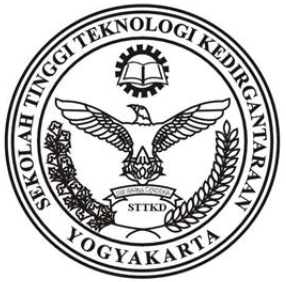 SEKOLAH TINGGI TEKNOLOGI KEDIRGANTARAAN
STTKD
YOGYAKARTA